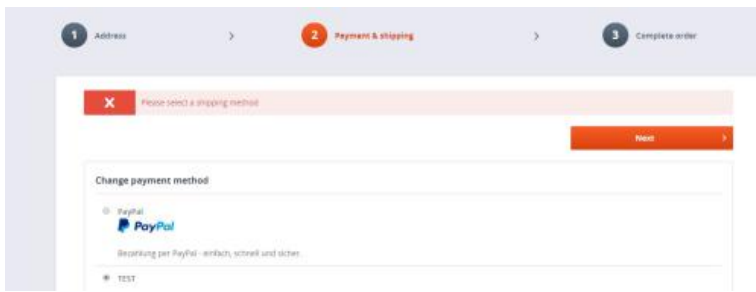 1 Address > 2 Payment & shipping > 3 Complete order
X Please select a shipping method
Next >
Change payment method
PayPal
PayPal
Bezahlung per PayPal - einfach, schnell und sicher.
TEST